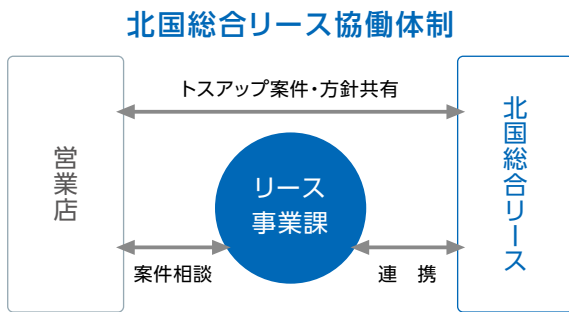 北国総合リース協働体制
トスアップ案件・方針共有
営業店
リース
事業課
北国総合リース
案件相談
連　携